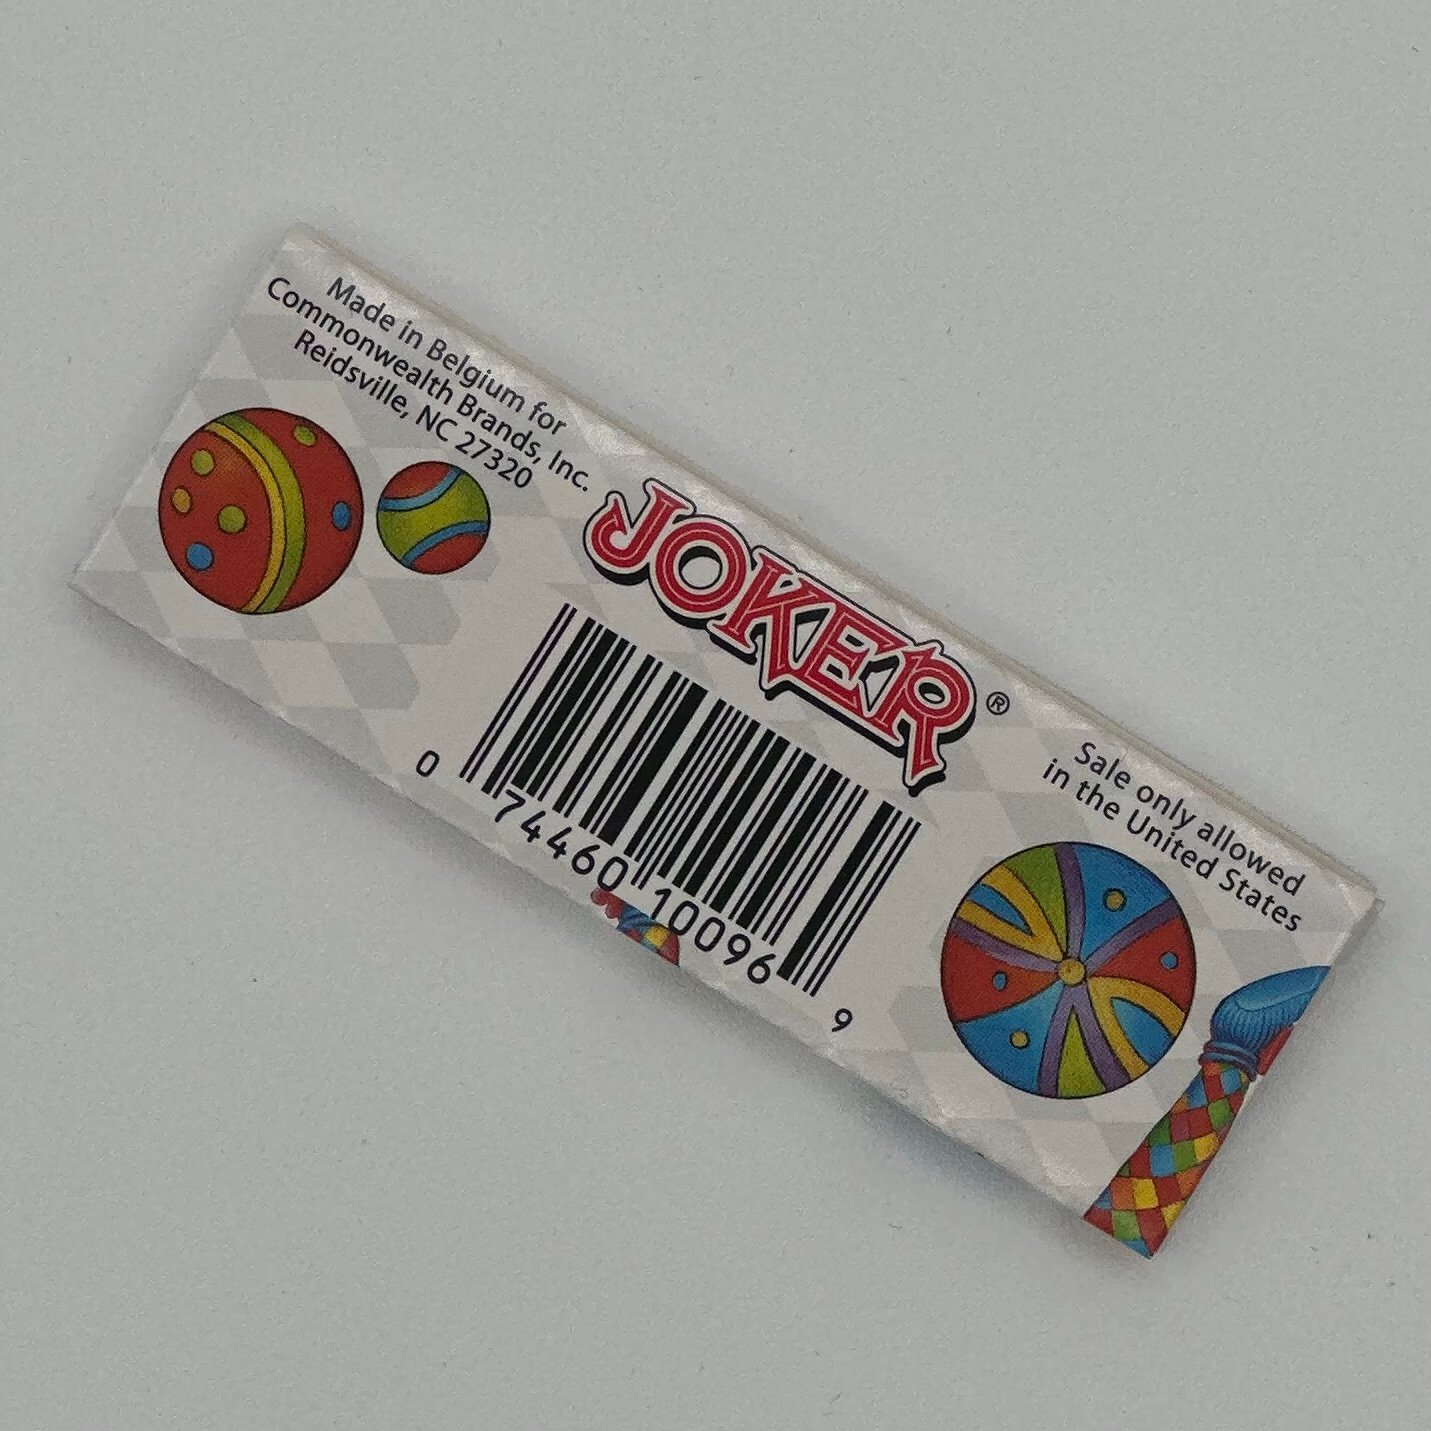 Made in Belgium for
Commonwealth Brands, Inc.
Reidsville, NC 27320
JOKER®
0 74460 10096 9
Sale only allowed
in the United States